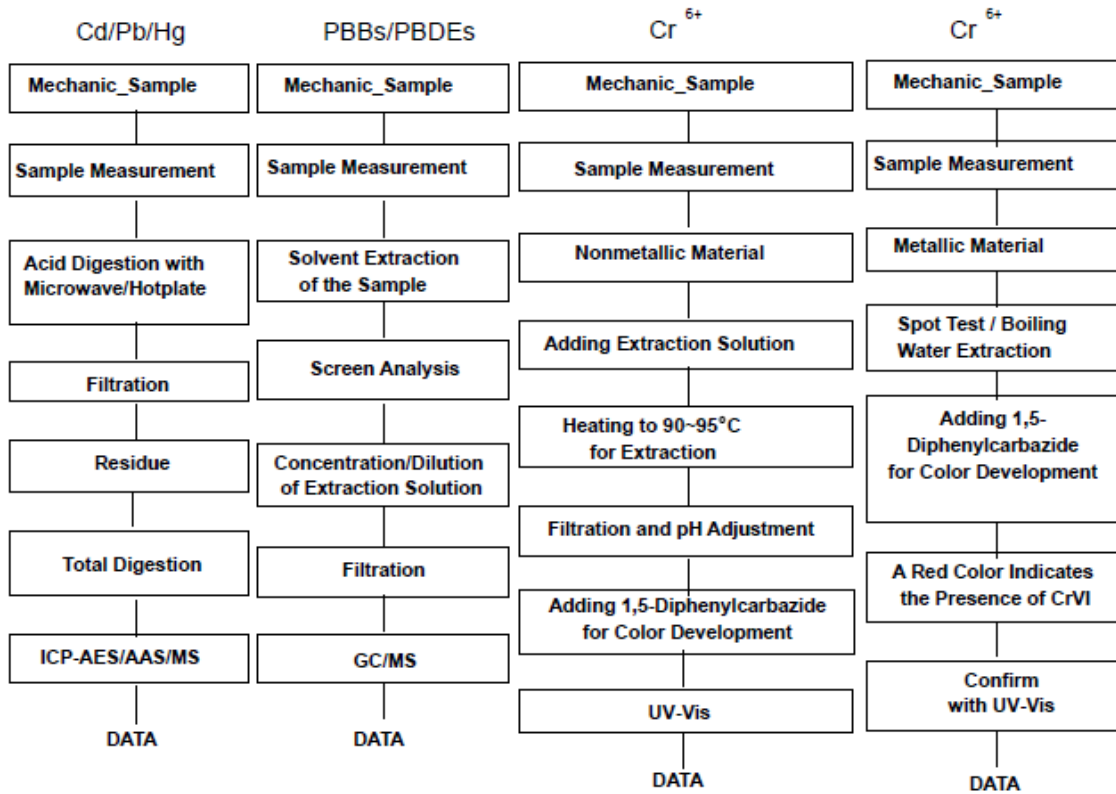 Cd/Pb/Hg
Mechanic_Sample
Sample Measurement
Acid Digestion with
Microwave/Hotplate
Filtration
Residue
Total Digestion
ICP-AES/AAS/MS
DATA
PBBs/PBDEs
Mechanic_Sample
Sample Measurement
Solvent Extraction
of the Sample
Screen Analysis
Concentration/Dilution
of Extraction Solution
Filtration
GC/MS
DATA
Cr 6+
Mechanic_Sample
Sample Measurement
Nonmetallic Material
Adding Extraction Solution
Heating to 90~95°C
for Extraction
Filtration and pH Adjustment
Adding 1,5-Diphenylcarbazide
for Color Development
UV-Vis
DATA
Cr 6+
Mechanic_Sample
Sample Measurement
Metallic Material
Spot Test / Boiling
Water Extraction
Adding 1,5-
Diphenylcarbazide
for Color Development
A Red Color Indicates
the Presence of CrVI
Confirm
with UV-Vis
DATA